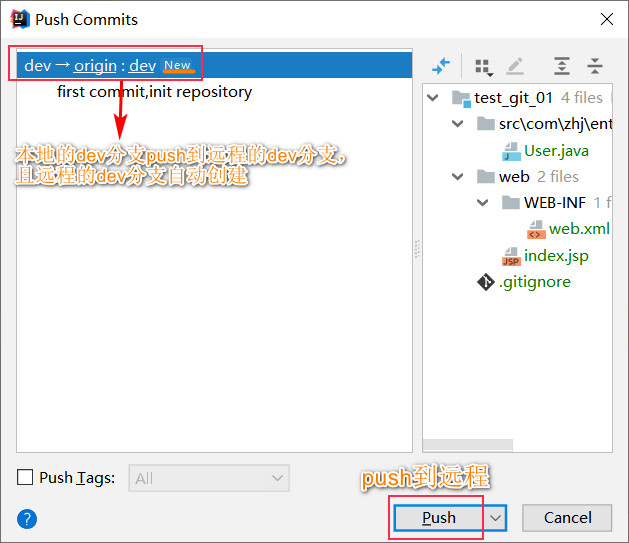 Push Commits
dev → origin : dev New
first commit,init repository
本地的dev分支push到远程的dev分支，
且远程的dev分支自动创建
test_git_01 4 files
src\com\zhj\ent
User.java
web 2 files
WEB-INF 1 f
web.xml
index.jsp
.gitignore
Push Tags: All
push到远程
? Push Cancel